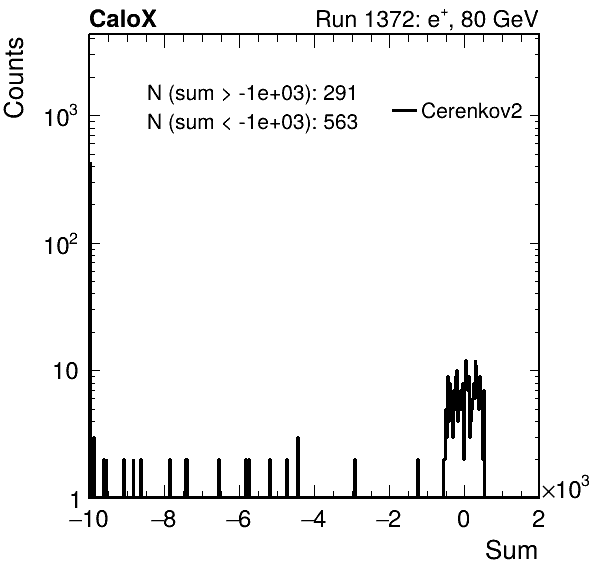 CaloX Run 1372: e⁺, 80 GeV
Counts
N (sum > -1e+03): 291
N (sum < -1e+03): 563
Cerenkov2
10³
10²
10
1
−10 −8 −6 −4 −2 0 2
×10³
Sum